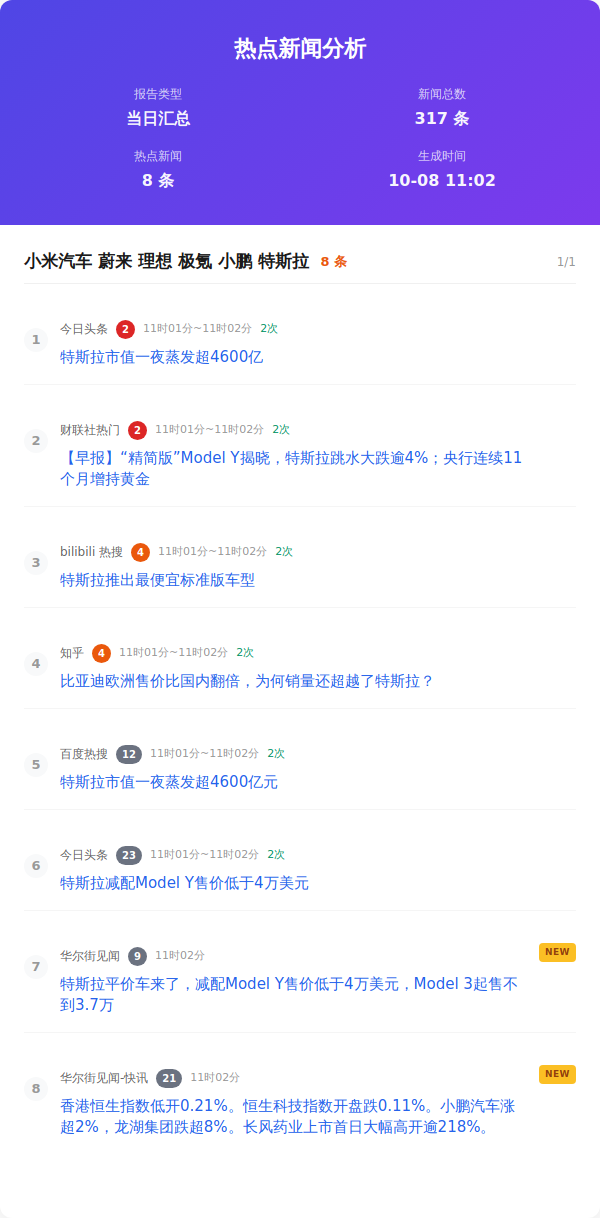 热点新闻分析
报告类型
当日汇总
新闻总数
317 条
热点新闻
8 条
生成时间
10-08 11:02
小米汽车 蔚来 理想 极氪 小鹏 特斯拉 8 条 1/1
1 今日头条 2 11时01分~11时02分 2次
特斯拉市值一夜蒸发超4600亿
2 财联社热门 2 11时01分~11时02分 2次
【早报】“精简版”Model Y揭晓，特斯拉跳水大跌逾4%；央行连续11
个月增持黄金
3 bilibili 热搜 4 11时01分~11时02分 2次
特斯拉推出最便宜标准版车型
4 知乎 4 11时01分~11时02分 2次
比亚迪欧洲售价比国内翻倍，为何销量还超越了特斯拉？
5 百度热搜 12 11时01分~11时02分 2次
特斯拉市值一夜蒸发超4600亿元
6 今日头条 23 11时01分~11时02分 2次
特斯拉减配Model Y售价低于4万美元
7 华尔街见闻 9 11时02分 NEW
特斯拉平价车来了，减配Model Y售价低于4万美元，Model 3起售不
到3.7万
8 华尔街见闻-快讯 21 11时02分 NEW
香港恒生指数低开0.21%。恒生科技指数开盘跌0.11%。小鹏汽车涨
超2%，龙湖集团跌超8%。长风药业上市首日大幅高开逾218%。